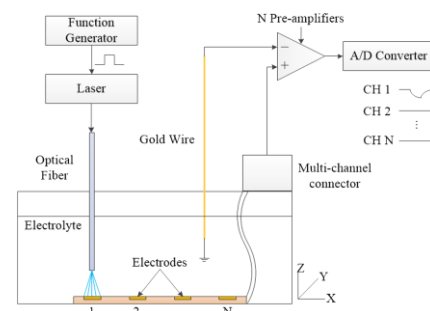 Function
Generator
Laser
Optical
Fiber
Electrolyte
Gold Wire
Electrodes
N Pre-amplifiers
−
+
A/D Converter
CH 1
CH 2
⋮
CH N
Multi-channel
connector
Z
Y
X
1
2
N